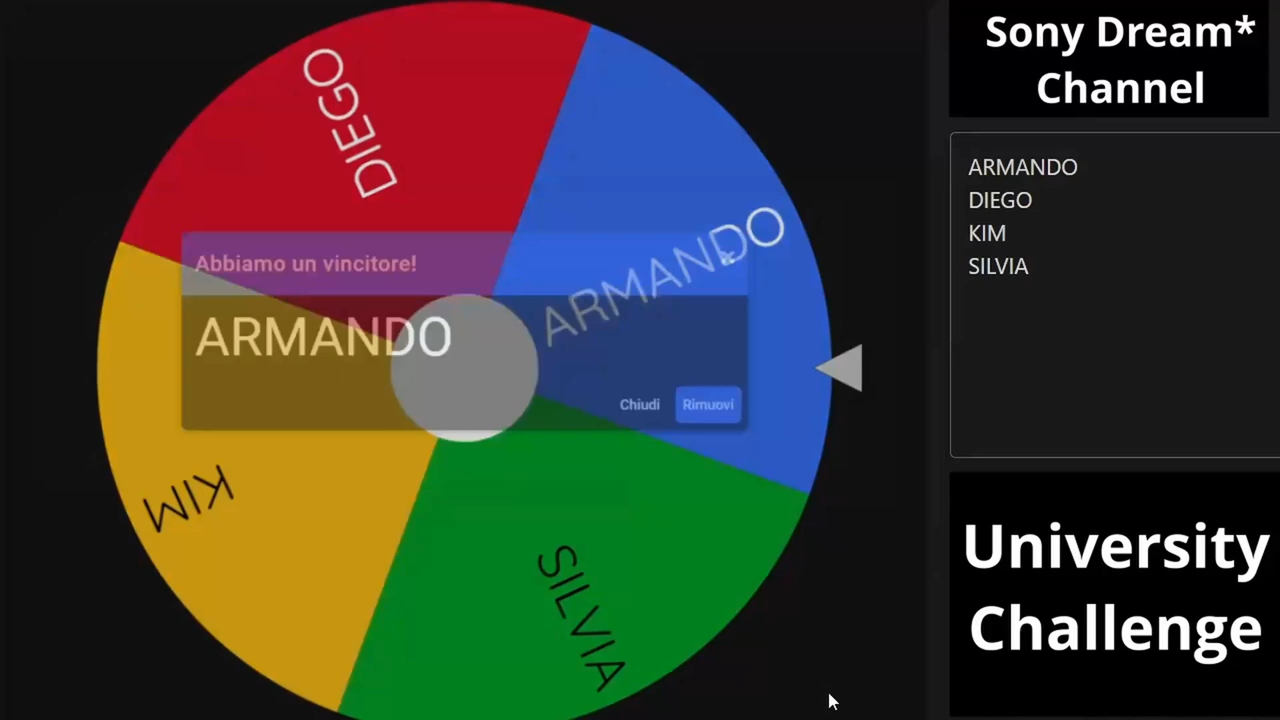 DIEGO
ARMANDO
KIM
SILVIA
Abbiamo un vincitore!
ARMANDO
Chiudi
Rimuovi
Sony Dream*
Channel
ARMANDO
DIEGO
KIM
SILVIA
University
Challenge